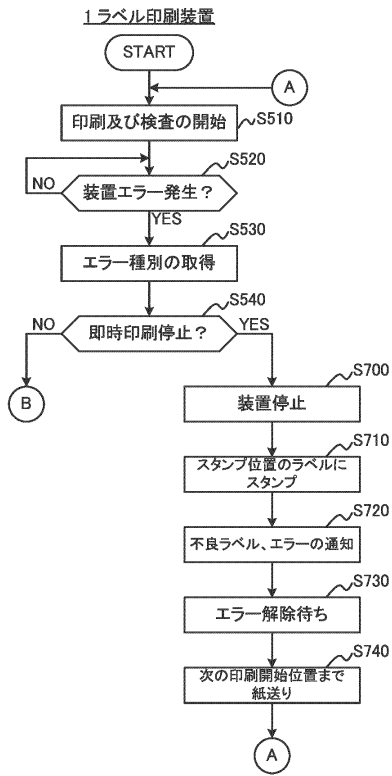 1 ラベル印刷装置
START
A
印刷及び検査の開始
S510
S520
NO
装置エラー発生？
YES
S530
エラー種別の取得
S540
NO
即時印刷停止？
YES
B
S700
装置停止
S710
スタンプ位置のラベルに
スタンプ
S720
不良ラベル、エラーの通知
S730
エラー解除待ち
S740
次の印刷開始位置まで
紙送り
A